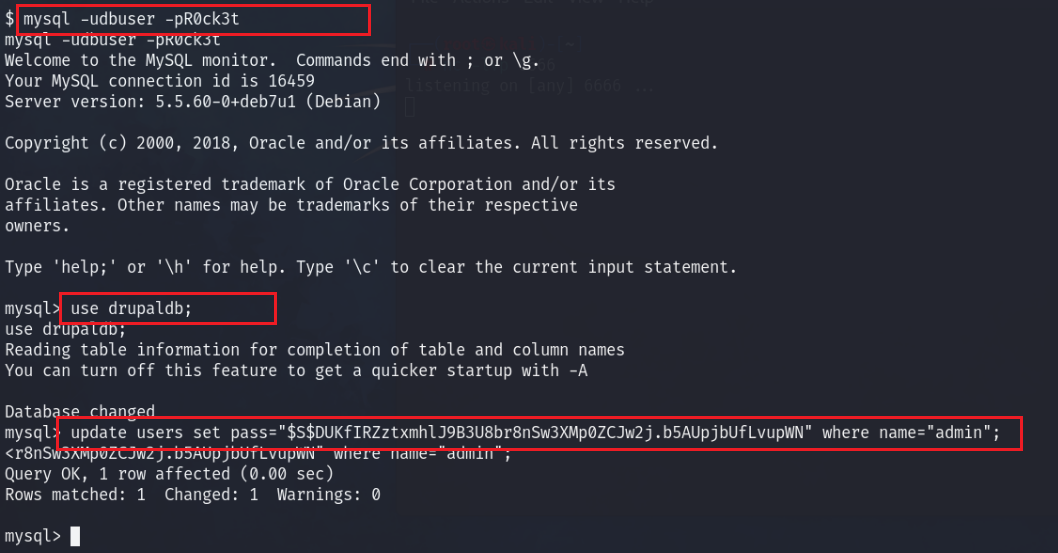 $ mysql -udbuser -pR0ck3t
mysql -udbuser -pR0ck3t
Welcome to the MySQL monitor.  Commands end with ; or \g.
Your MySQL connection id is 16459
Server version: 5.5.60-0+deb7u1 (Debian)
listening on [any] 6666 ...
Copyright (c) 2000, 2018, Oracle and/or its affiliates. All rights reserved.
Oracle is a registered trademark of Oracle Corporation and/or its
affiliates. Other names may be trademarks of their respective
owners.
Type 'help;' or '\h' for help. Type '\c' to clear the current input statement.
mysql> use drupaldb;
use drupaldb;
Reading table information for completion of table and column names
You can turn off this feature to get a quicker startup with -A
Database changed
mysql> update users set pass="$S$DUKfIRZztxmhlJ9B3U8br8nSw3XMp0ZCJw2j.b5AUpjbUfLvupWN" where name="admin";
<r8nSw3XMp0ZCJw2j.b5AUpjbUfLvupWN" where name="admin";
Query OK, 1 row affected (0.00 sec)
Rows matched: 1  Changed: 1  Warnings: 0
mysql>